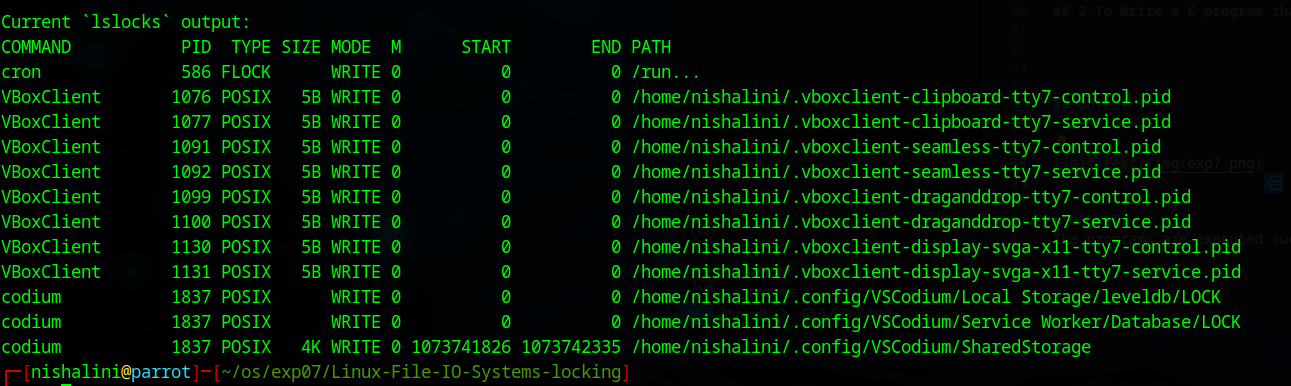 Current `lslocks` output:
COMMAND           PID  TYPE SIZE MODE  M      START        END PATH
cron              586 FLOCK      WRITE 0          0          0 /run...
VBoxClient       1076 POSIX   5B WRITE 0          0          0 /home/nishalini/.vboxclient-clipboard-tty7-control.pid
VBoxClient       1077 POSIX   5B WRITE 0          0          0 /home/nishalini/.vboxclient-clipboard-tty7-service.pid
VBoxClient       1091 POSIX   5B WRITE 0          0          0 /home/nishalini/.vboxclient-seamless-tty7-control.pid
VBoxClient       1092 POSIX   5B WRITE 0          0          0 /home/nishalini/.vboxclient-seamless-tty7-service.pid
VBoxClient       1099 POSIX   5B WRITE 0          0          0 /home/nishalini/.vboxclient-draganddrop-tty7-control.pid
VBoxClient       1100 POSIX   5B WRITE 0          0          0 /home/nishalini/.vboxclient-draganddrop-tty7-service.pid
VBoxClient       1130 POSIX   5B WRITE 0          0          0 /home/nishalini/.vboxclient-display-svga-x11-tty7-control.pid
VBoxClient       1131 POSIX   5B WRITE 0          0          0 /home/nishalini/.vboxclient-display-svga-x11-tty7-service.pid
codium           1837 POSIX      WRITE 0          0          0 /home/nishalini/.config/VSCodium/Local Storage/leveldb/LOCK
codium           1837 POSIX      WRITE 0          0          0 /home/nishalini/.config/VSCodium/Service Worker/Database/LOCK
codium           1837 POSIX   4K WRITE 0 1073741826 1073742335 /home/nishalini/.config/VSCodium/SharedStorage
┌─[nishalini@parrot]─[~/os/exp07/Linux-File-IO-Systems-locking]
30 ## 2.To Write a C program th
31
32
33
img/exp7.png)